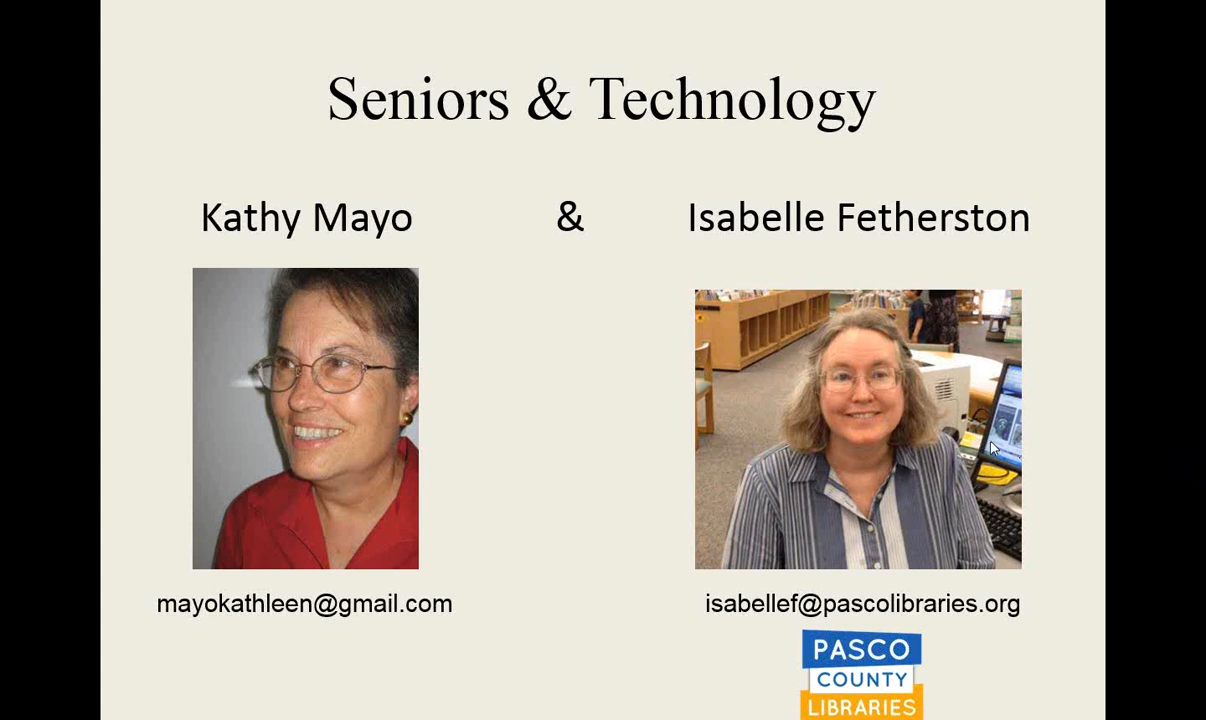 Seniors & Technology
Kathy Mayo & Isabelle Fetherston
mayokathleen@gmail.com isabellef@pascolibraries.org
PASCO
COUNTY
LIBRARIES